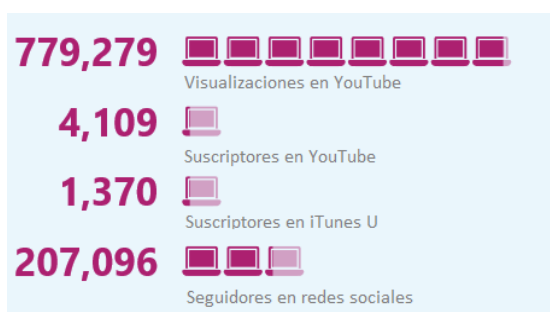 779,279
Visualizaciones en YouTube
4,109
Suscriptores en YouTube
1,370
Suscriptores en iTunes U
207,096
Seguidores en redes sociales